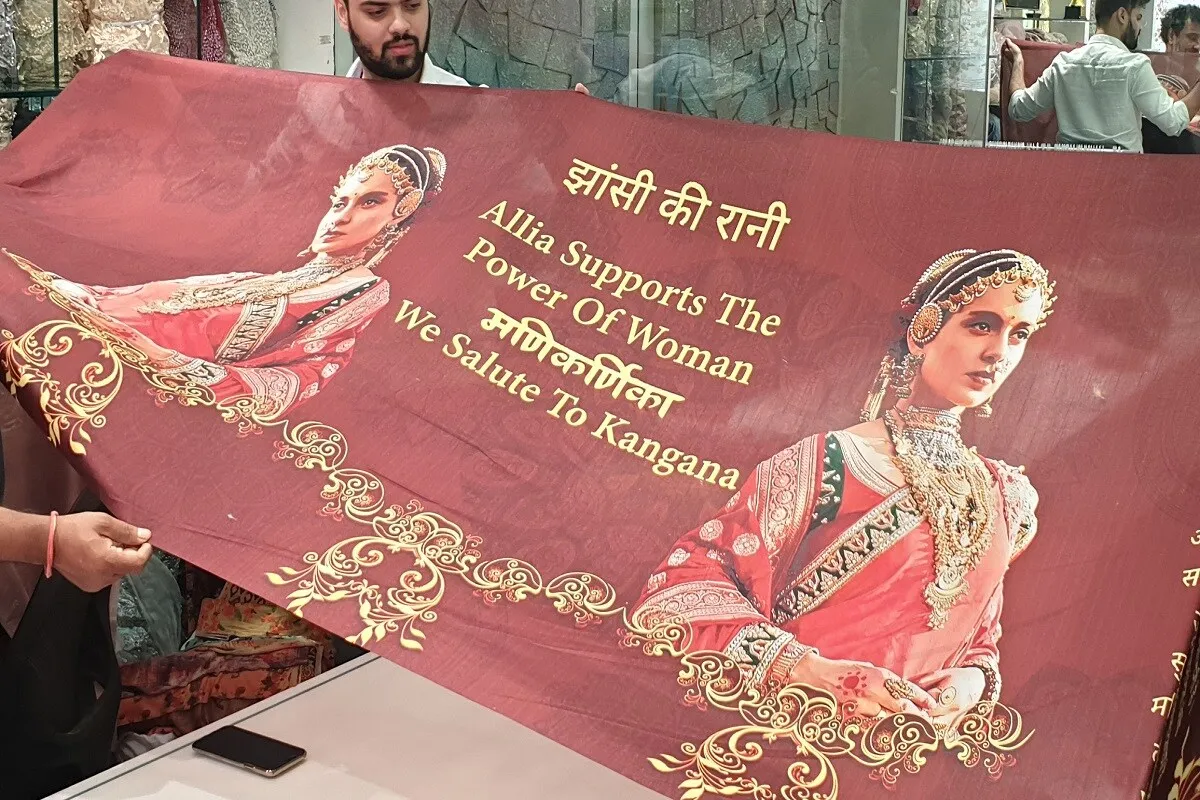 झांसी की रानी
Allia Supports The
Power Of Woman
मणिकर्णिका
We Salute To Kangana